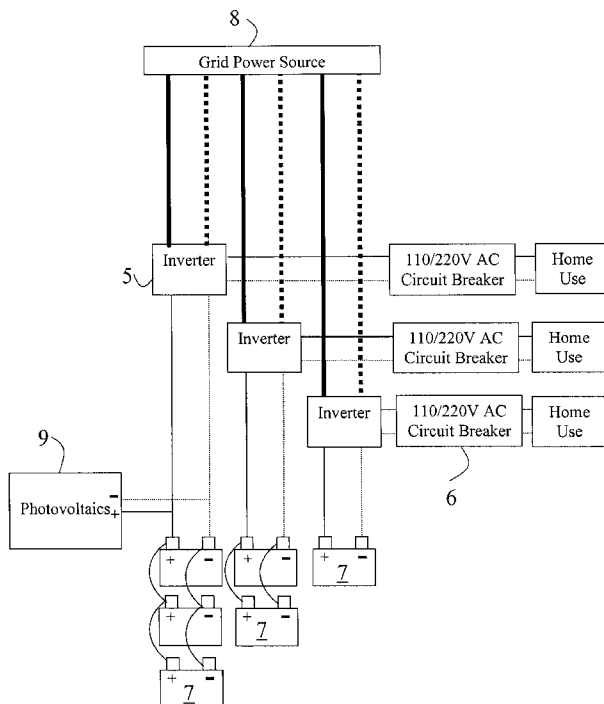 8
Grid Power Source
5
Inverter
110/220V AC
Circuit Breaker
Home
Use
Inverter
110/220V AC
Circuit Breaker
Home
Use
Inverter
110/220V AC
Circuit Breaker
Home
Use
6
9
Photovoltaics
-
+
+ -
+ -
+ -
7
+ -
+ -
7
+ -
7